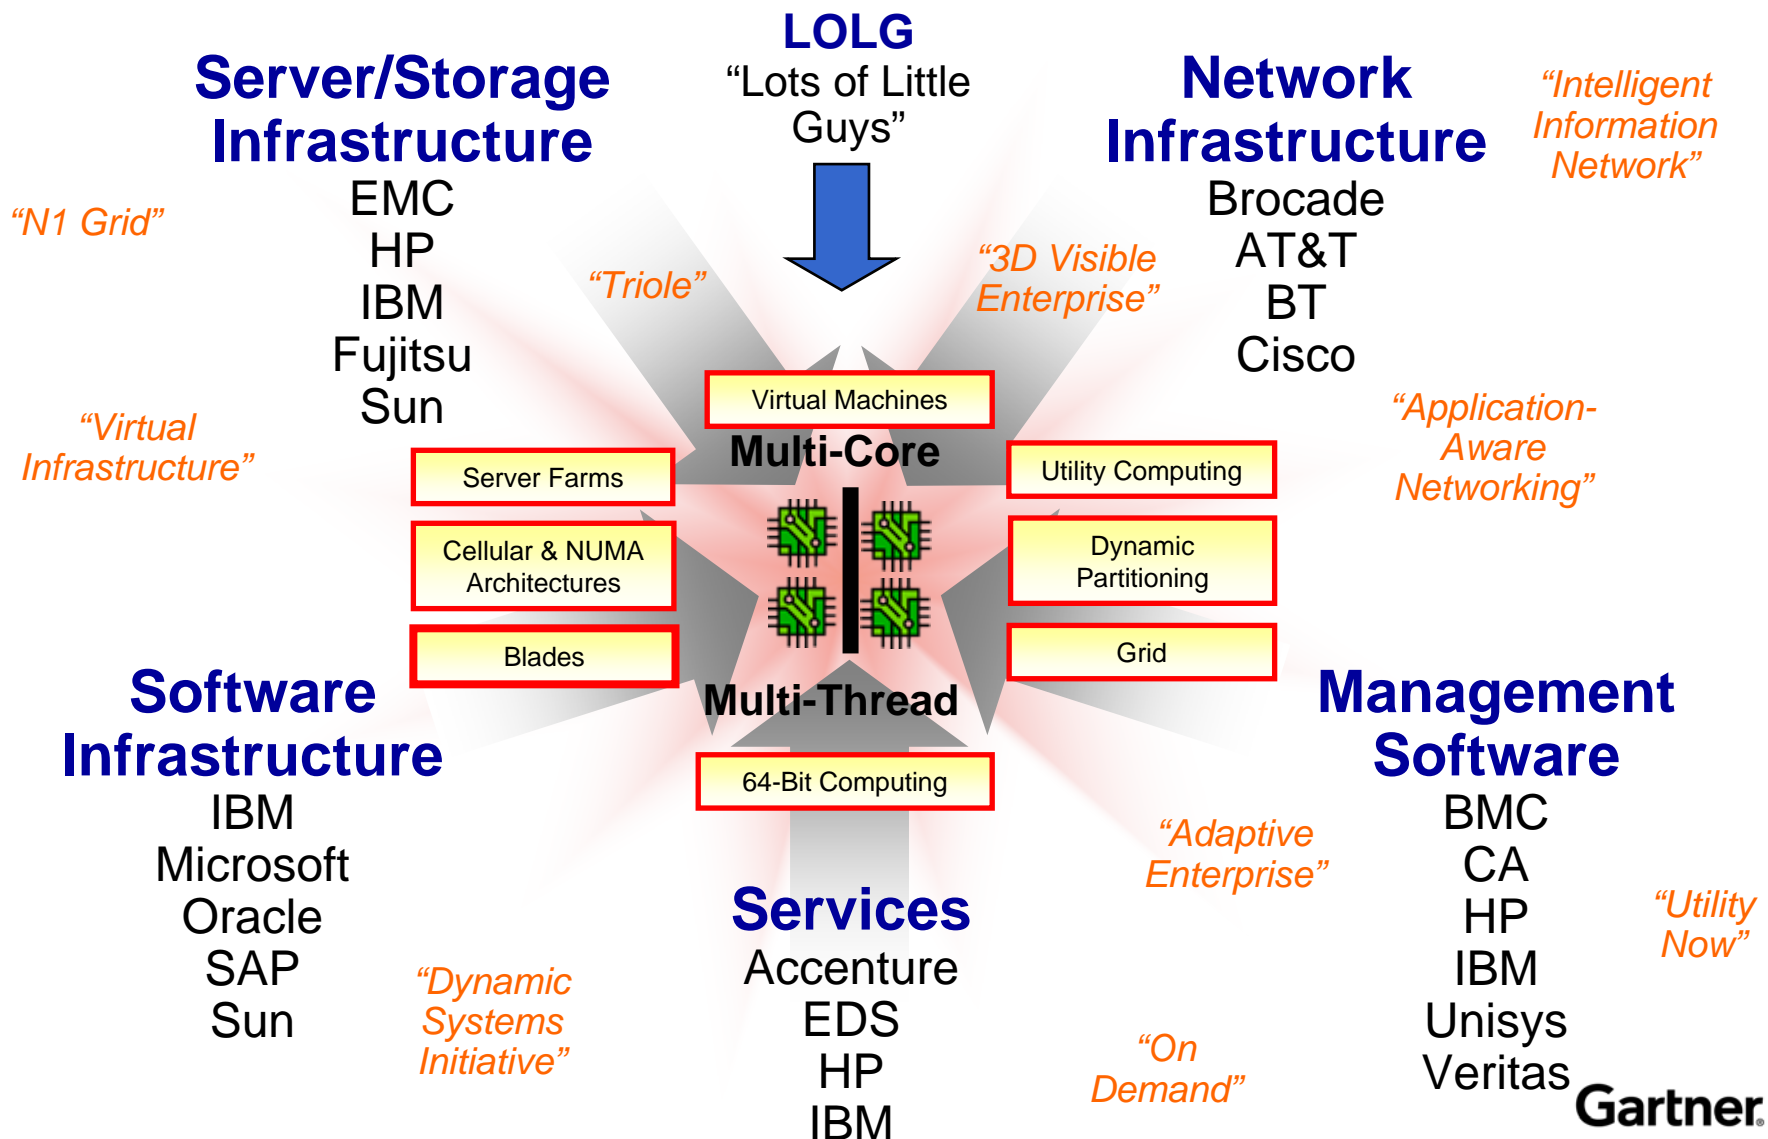 LOLG
“Lots of Little
Guys”
Server/Storage
Infrastructure
EMC
HP
IBM
Fujitsu
Sun
Network
Infrastructure
Brocade
AT&T
BT
Cisco
“Intelligent
Information
Network”
“N1 Grid”
“Triole”
“3D Visible
Enterprise”
“Virtual
Infrastructure”
“Application-
Aware
Networking”
Virtual Machines
Multi-Core
Server Farms
Cellular & NUMA
Architectures
Blades
Utility Computing
Dynamic
Partitioning
Grid
Multi-Thread
64-Bit Computing
Software
Infrastructure
IBM
Microsoft
Oracle
SAP
Sun
“Dynamic
Systems
Initiative”
Services
Accenture
EDS
HP
IBM
“Adaptive
Enterprise”
“On
Demand”
Management
Software
BMC
CA
HP
IBM
Unisys
Veritas
“Utility
Now”
Gartner